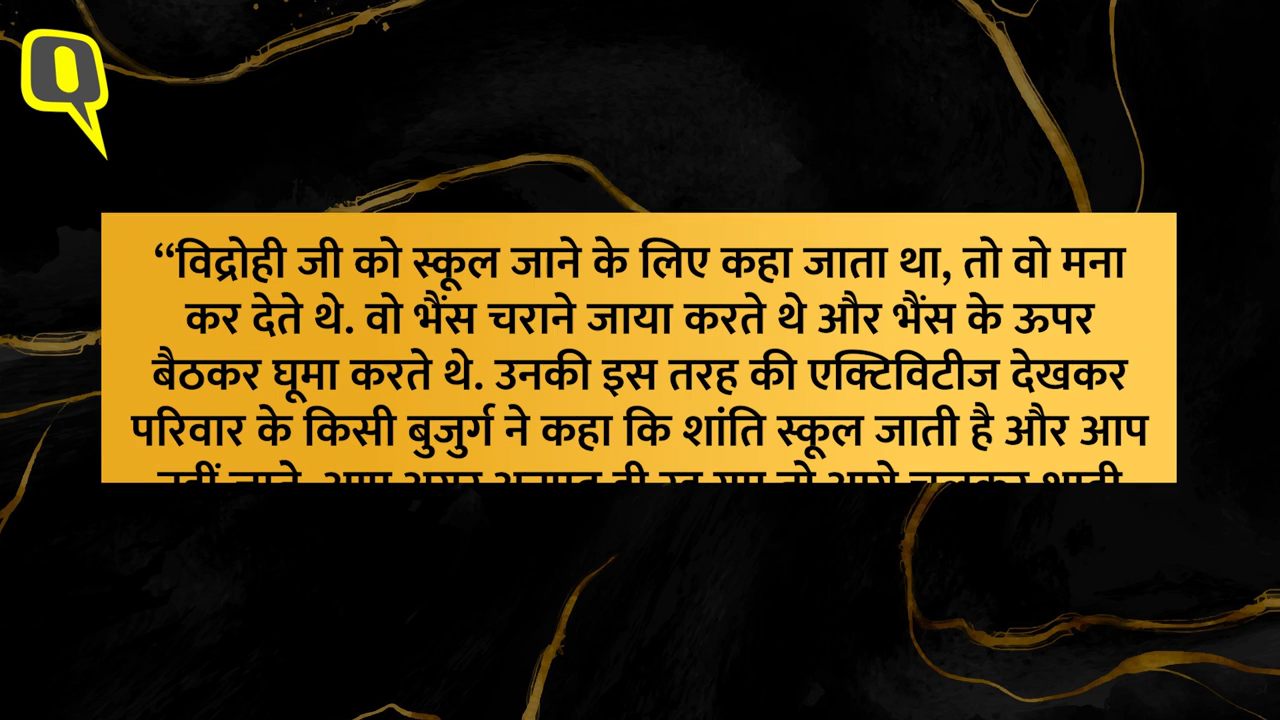 “विद्रोही जी को स्कूल जाने के लिए कहा जाता था, तो वो मना
कर देते थे. वो भैंस चराने जाया करते थे और भैंस के ऊपर
बैठकर घूमा करते थे. उनकी इस तरह की एक्टिविटीज देखकर
परिवार के किसी बुजुर्ग ने कहा कि शांति स्कूल जाती है और आप